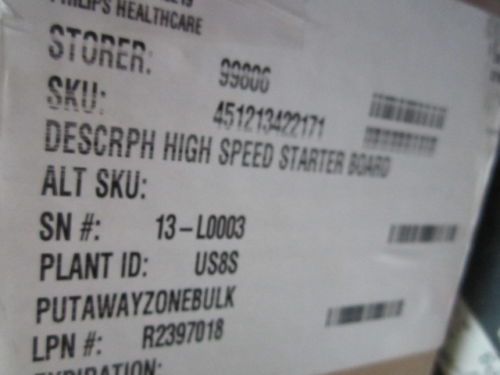 PHILIPS HEALTHCARE
STORER: 99806
SKU: 451213422171
DESCRPH HIGH SPEED STARTER BOARD
ALT SKU:
SN #: 13-L0003
PLANT ID: US8S
PUTAWAYZONEBULK
LPN #: R2397018
EXPIRATION: